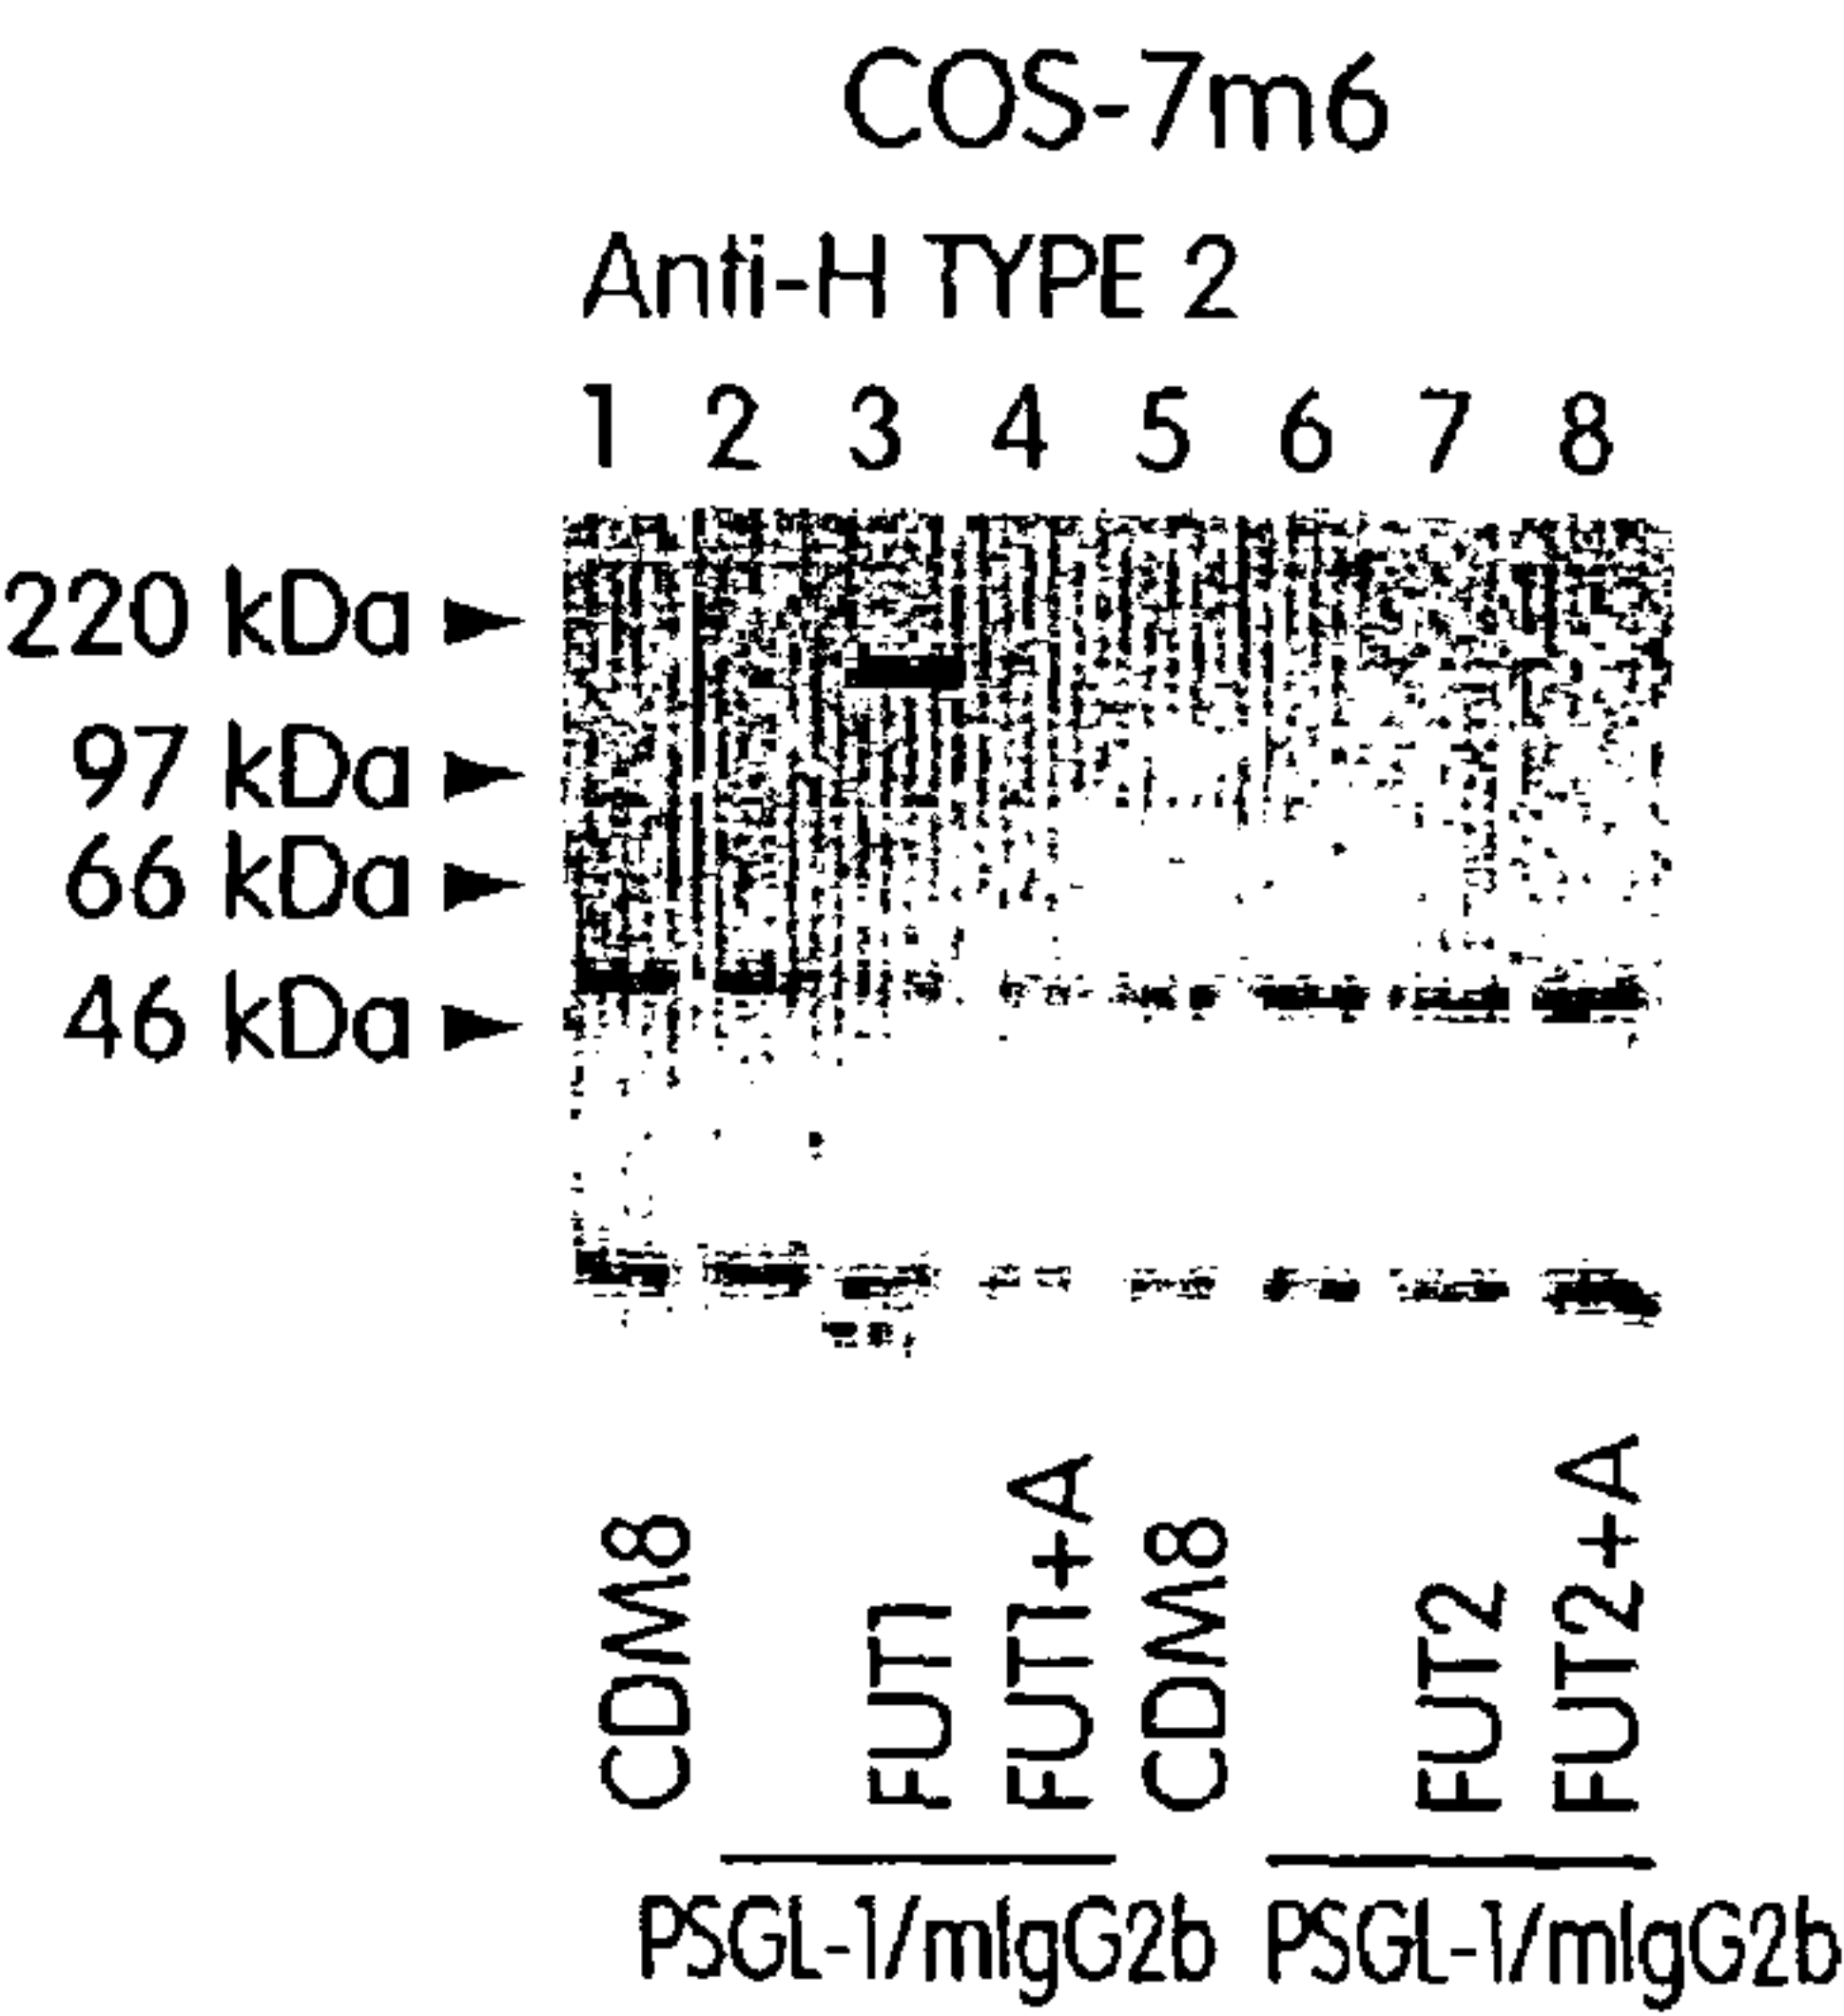 COS-7m6
Anti-H TYPE 2
1 2 3 4 5 6 7 8
220 kDa
97 kDa
66 kDa
46 kDa
CDM8 FUT1 FUT1+A CDM8 FUT2 FUT2+A
PSGL-1/mIgG2b PSGL-1/mIgG2b